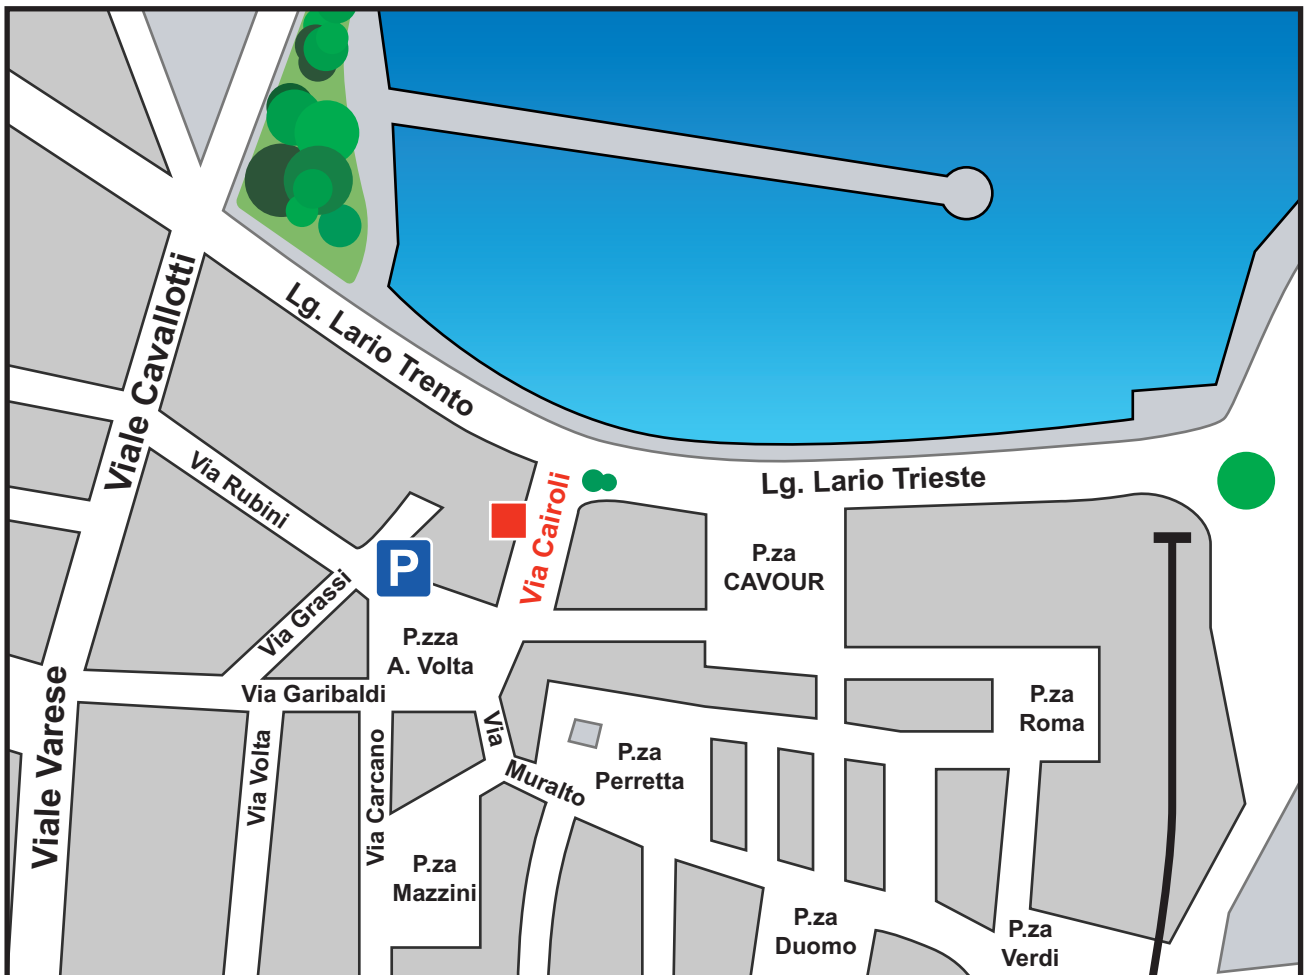 Viale Cavallotti
Lg. Lario Trento
Via Rubini
Via Cairoli
Lg. Lario Trieste
P.za
CAVOUR
P
Via Grassi
P.zza
A. Volta
Via Garibaldi
P.za
Roma
Viale Varese
Via Volta
Via Carcano
Via
Muralto
P.za
Perretta
P.za
Mazzini
P.za
Duomo
P.za
Verdi